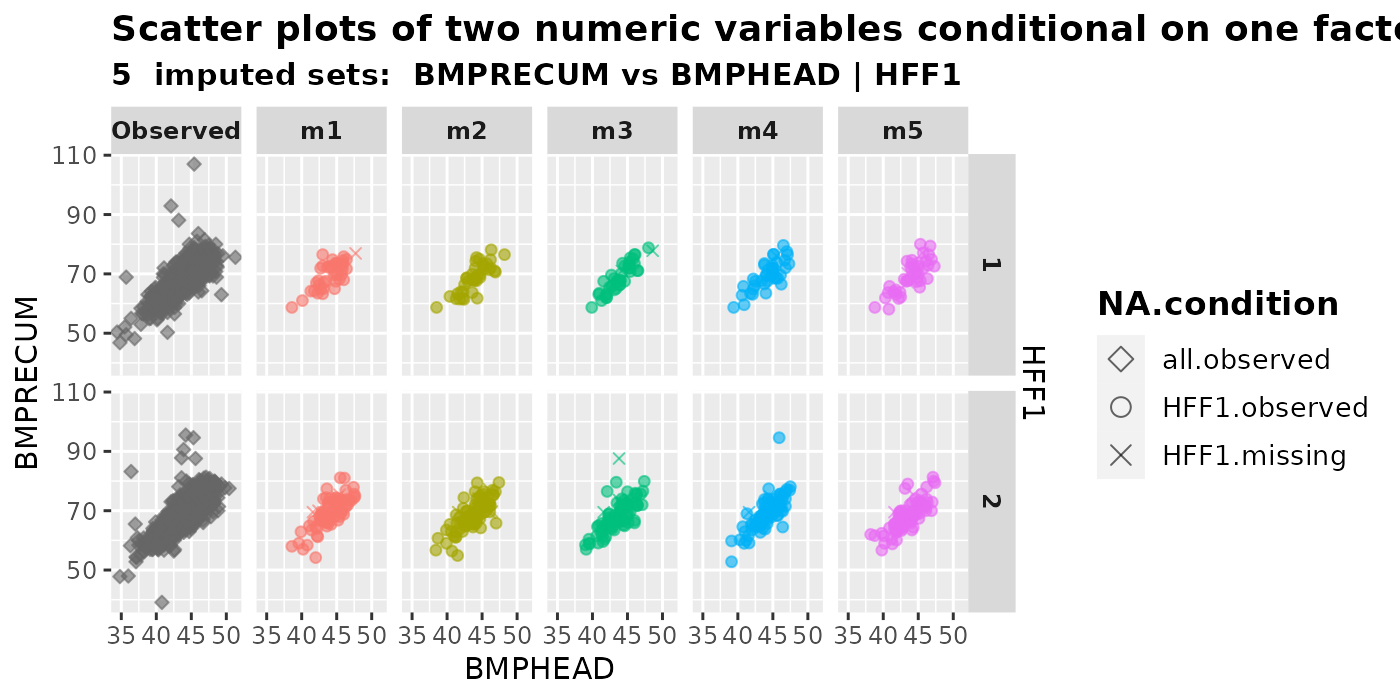 Scatter plots of two numeric variables conditional on one facto
5 imputed sets: BMPRECUM vs BMPHEAD | HFF1
Observed m1 m2 m3 m4 m5
110
90
70
50
1
110
90
70
50
2
BMPRECUM
HFF1
35 40 45 50 35 40 45 50 35 40 45 50 35 40 45 50 35 40 45 50 35 40 45 50
BMPHEAD
NA.condition
all.observed
HFF1.observed
HFF1.missing